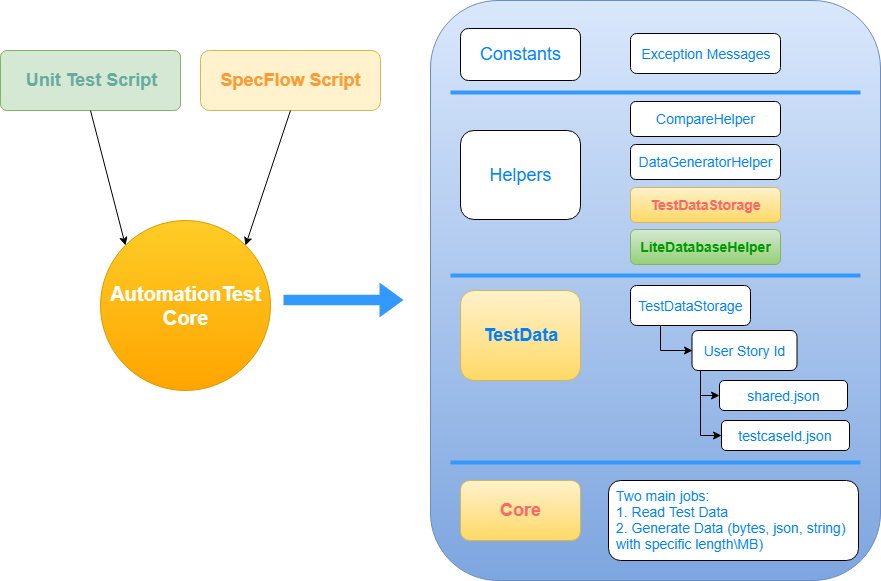 Unit Test Script
SpecFlow Script
AutomationTest
Core
Constants
Exception Messages
Helpers
CompareHelper
DataGeneratorHelper
TestDataStorage
LiteDatabaseHelper
TestData
TestDataStorage
User Story Id
shared.json
testcaseId.json
Core
Two main jobs:
1. Read Test Data
2. Generate Data (bytes, json, string)
with specific length\MB)